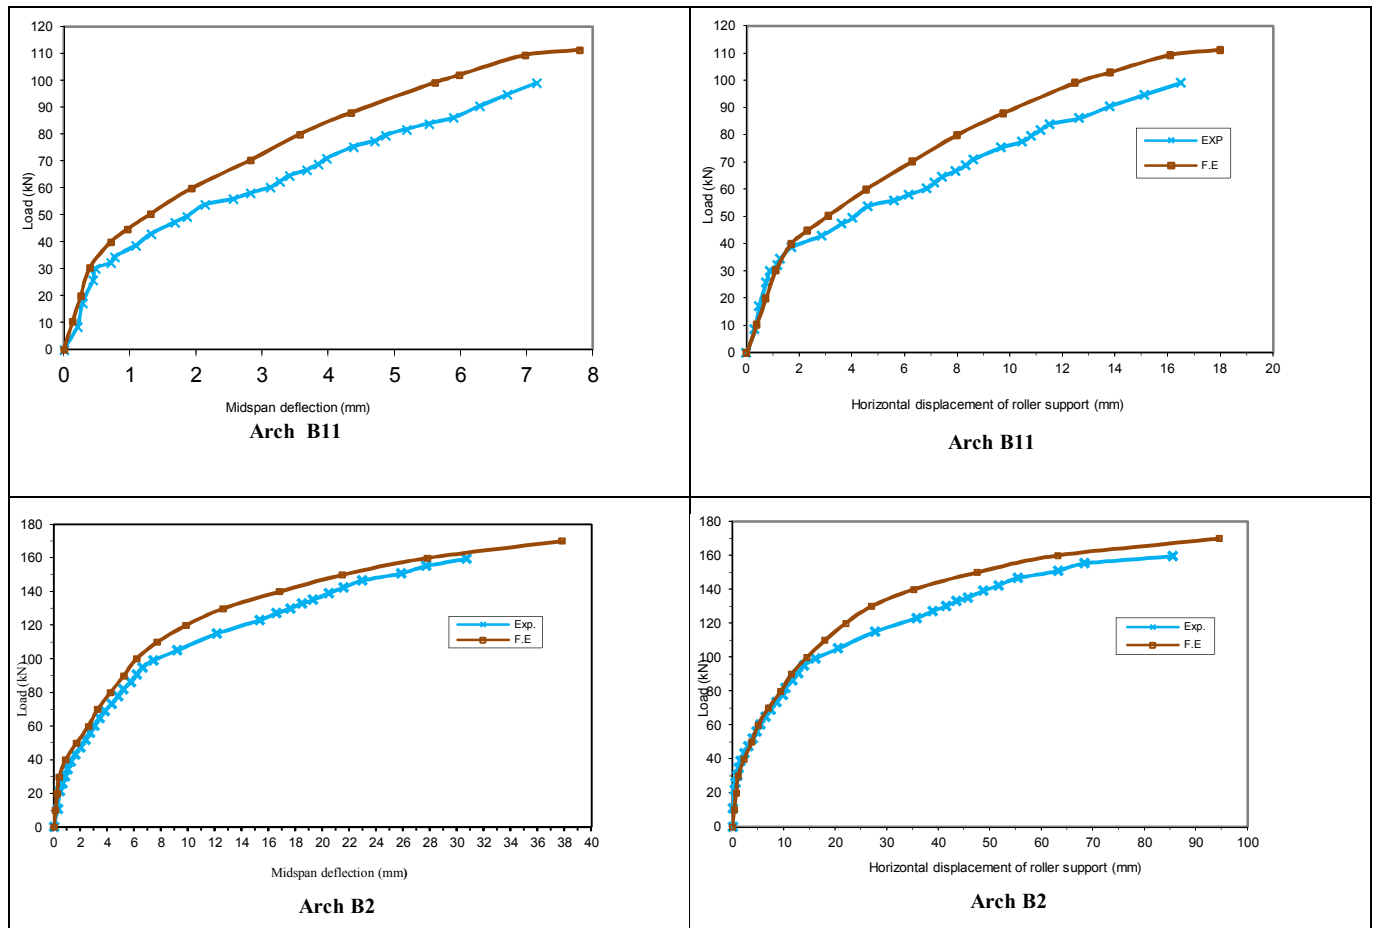 120
110
100
90
80
70
60
50
40
30
20
10
0
Load (kN)
0 1 2 3 4 5 6 7 8
Midspan deflection (mm)
Arch B11
120
110
100
90
80
70
60
50
40
30
20
10
0
Load (kN)
EXP
F.E
0 2 4 6 8 10 12 14 16 18 20
Horizontal displacement of roller support (mm)
Arch B11
180
160
140
120
100
80
60
40
20
0
Load (kN)
Exp.
F.E
0 2 4 6 8 10 12 14 16 18 20 22 24 26 28 30 32 34 36 38 40
Midspan deflection (mm)
Arch B2
180
160
140
120
100
80
60
40
20
0
Load (kN)
Exp.
F.E
0 10 20 30 40 50 60 70 80 90 100
Horizontal displacement of roller support (mm)
Arch B2